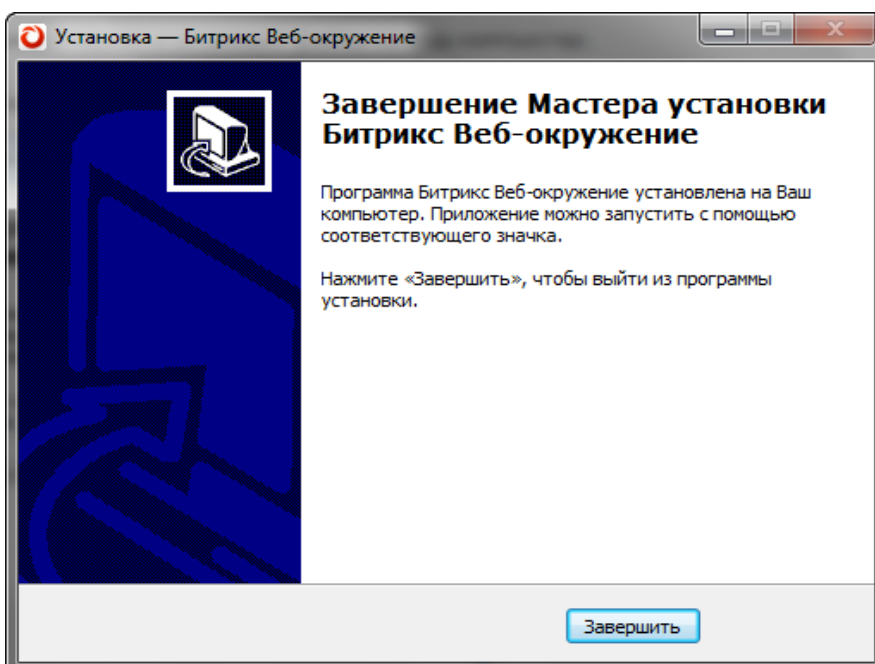 Установка — Битрикс Веб-окружение
Завершение Мастера установки
Битрикс Веб-окружение
Программа Битрикс Веб-окружение установлена на Ваш
компьютер. Приложение можно запустить с помощью
соответствующего значка.
Нажмите «Завершить», чтобы выйти из программы
установки.
Завершить